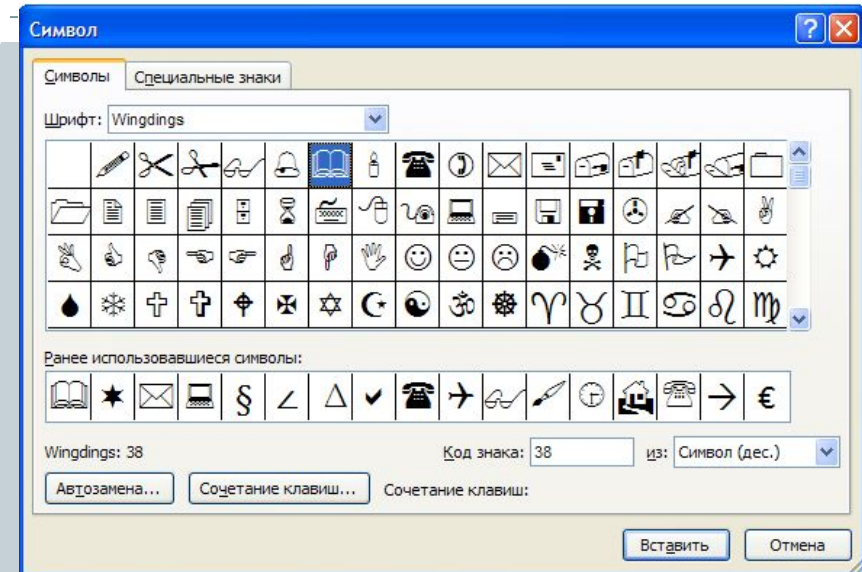 Символ
Символы Специальные знаки
Шрифт: Wingdings
Ранее использовавшиеся символы:
§ ∠ Δ → €
Wingdings: 38 Код знака: 38 из: Символ (дес.)
Автозамена... Сочетание клавиш... Сочетание клавиш:
Вставить Отмена